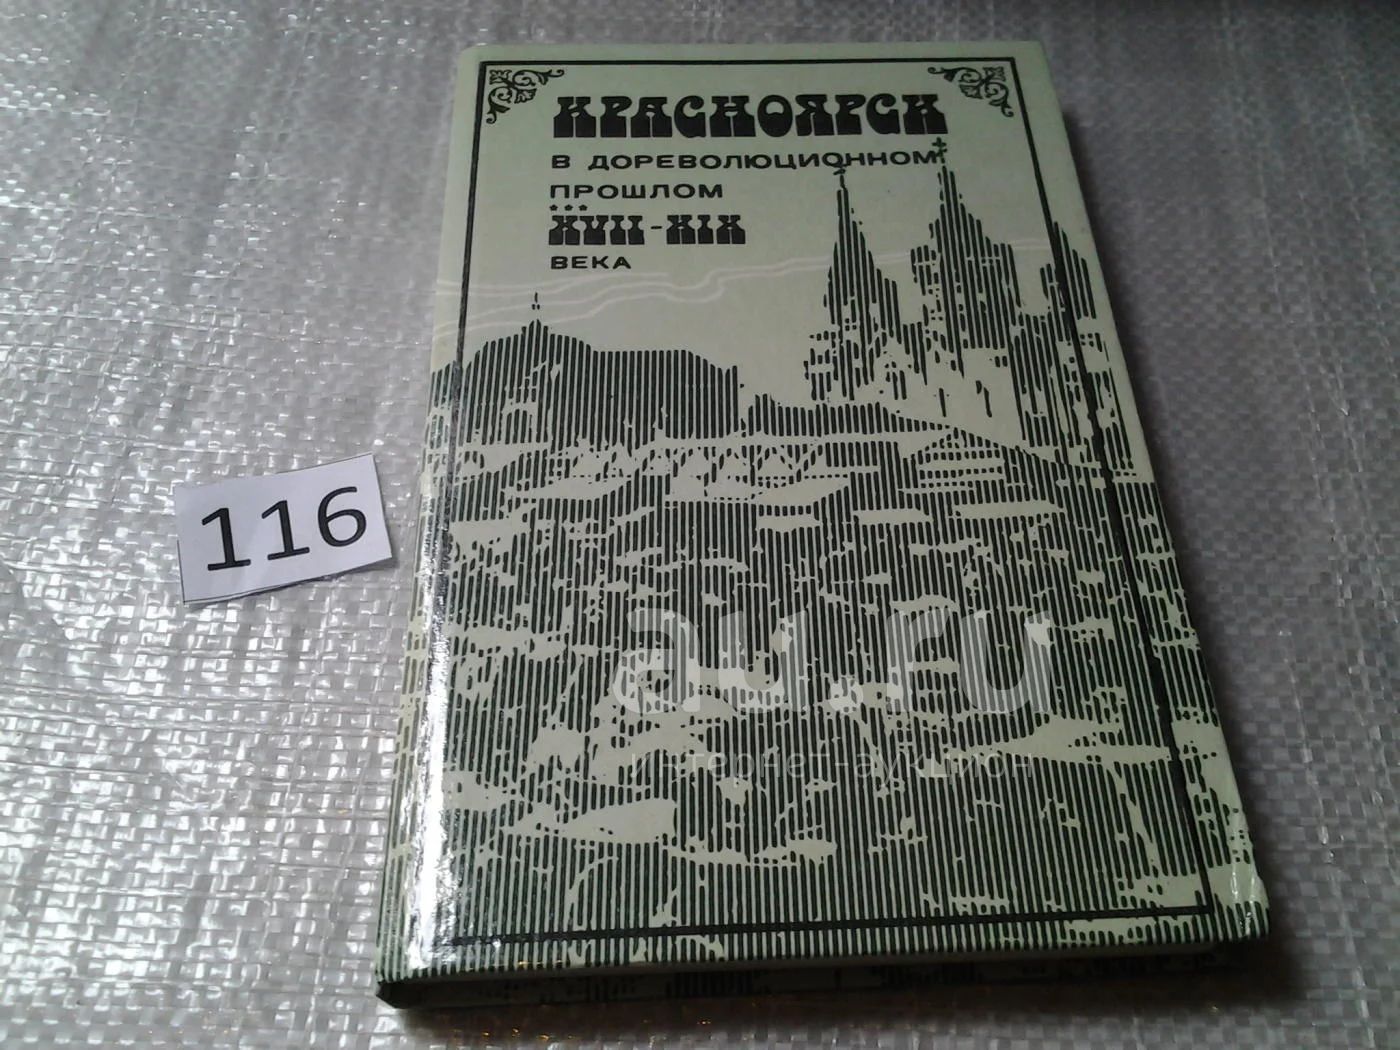 КРАСНОЯРСК
В ДОРЕВОЛЮЦИОННОМ
ПРОШЛОМ
***
XVII-XIX
ВЕКА
116
au.ru
интернет-аукцион